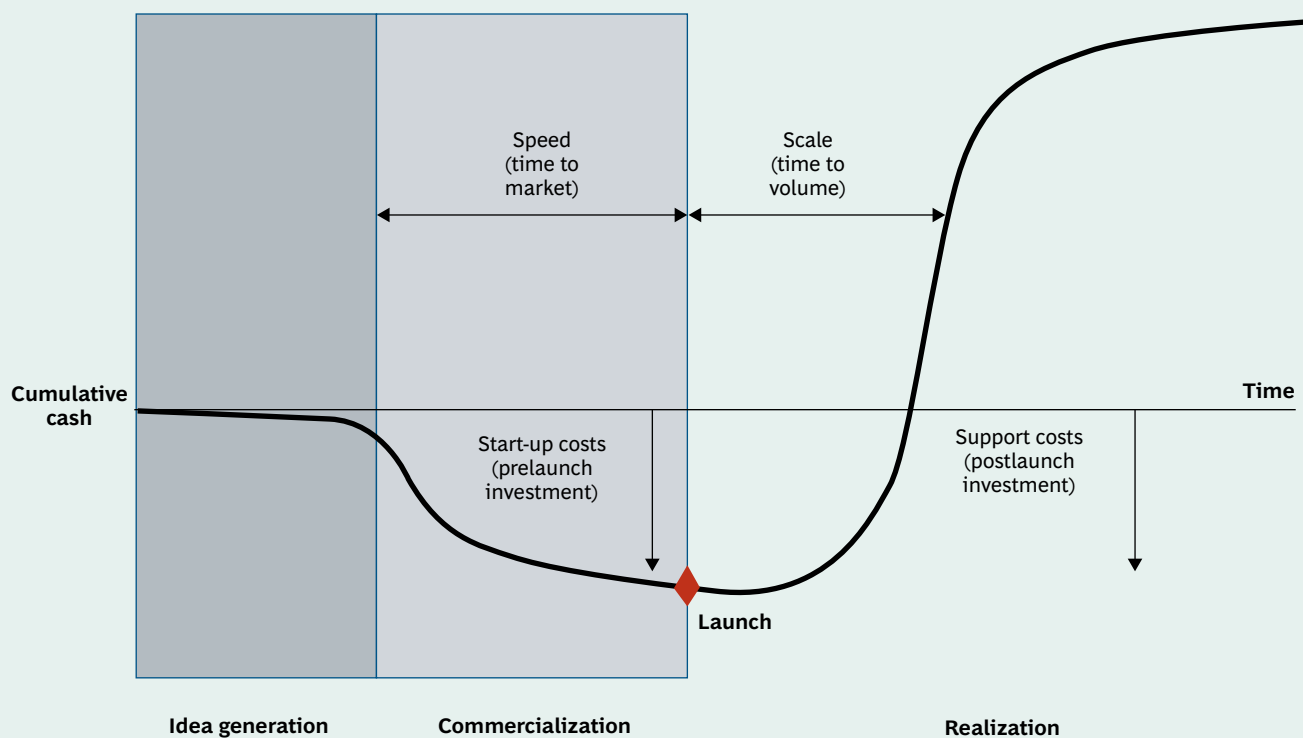 Speed
(time to
market)
Scale
(time to
volume)
Cumulative
cash
Time
Start-up costs
(prelaunch
investment)
Support costs
(postlaunch
investment)
Launch
Idea generation
Commercialization
Realization